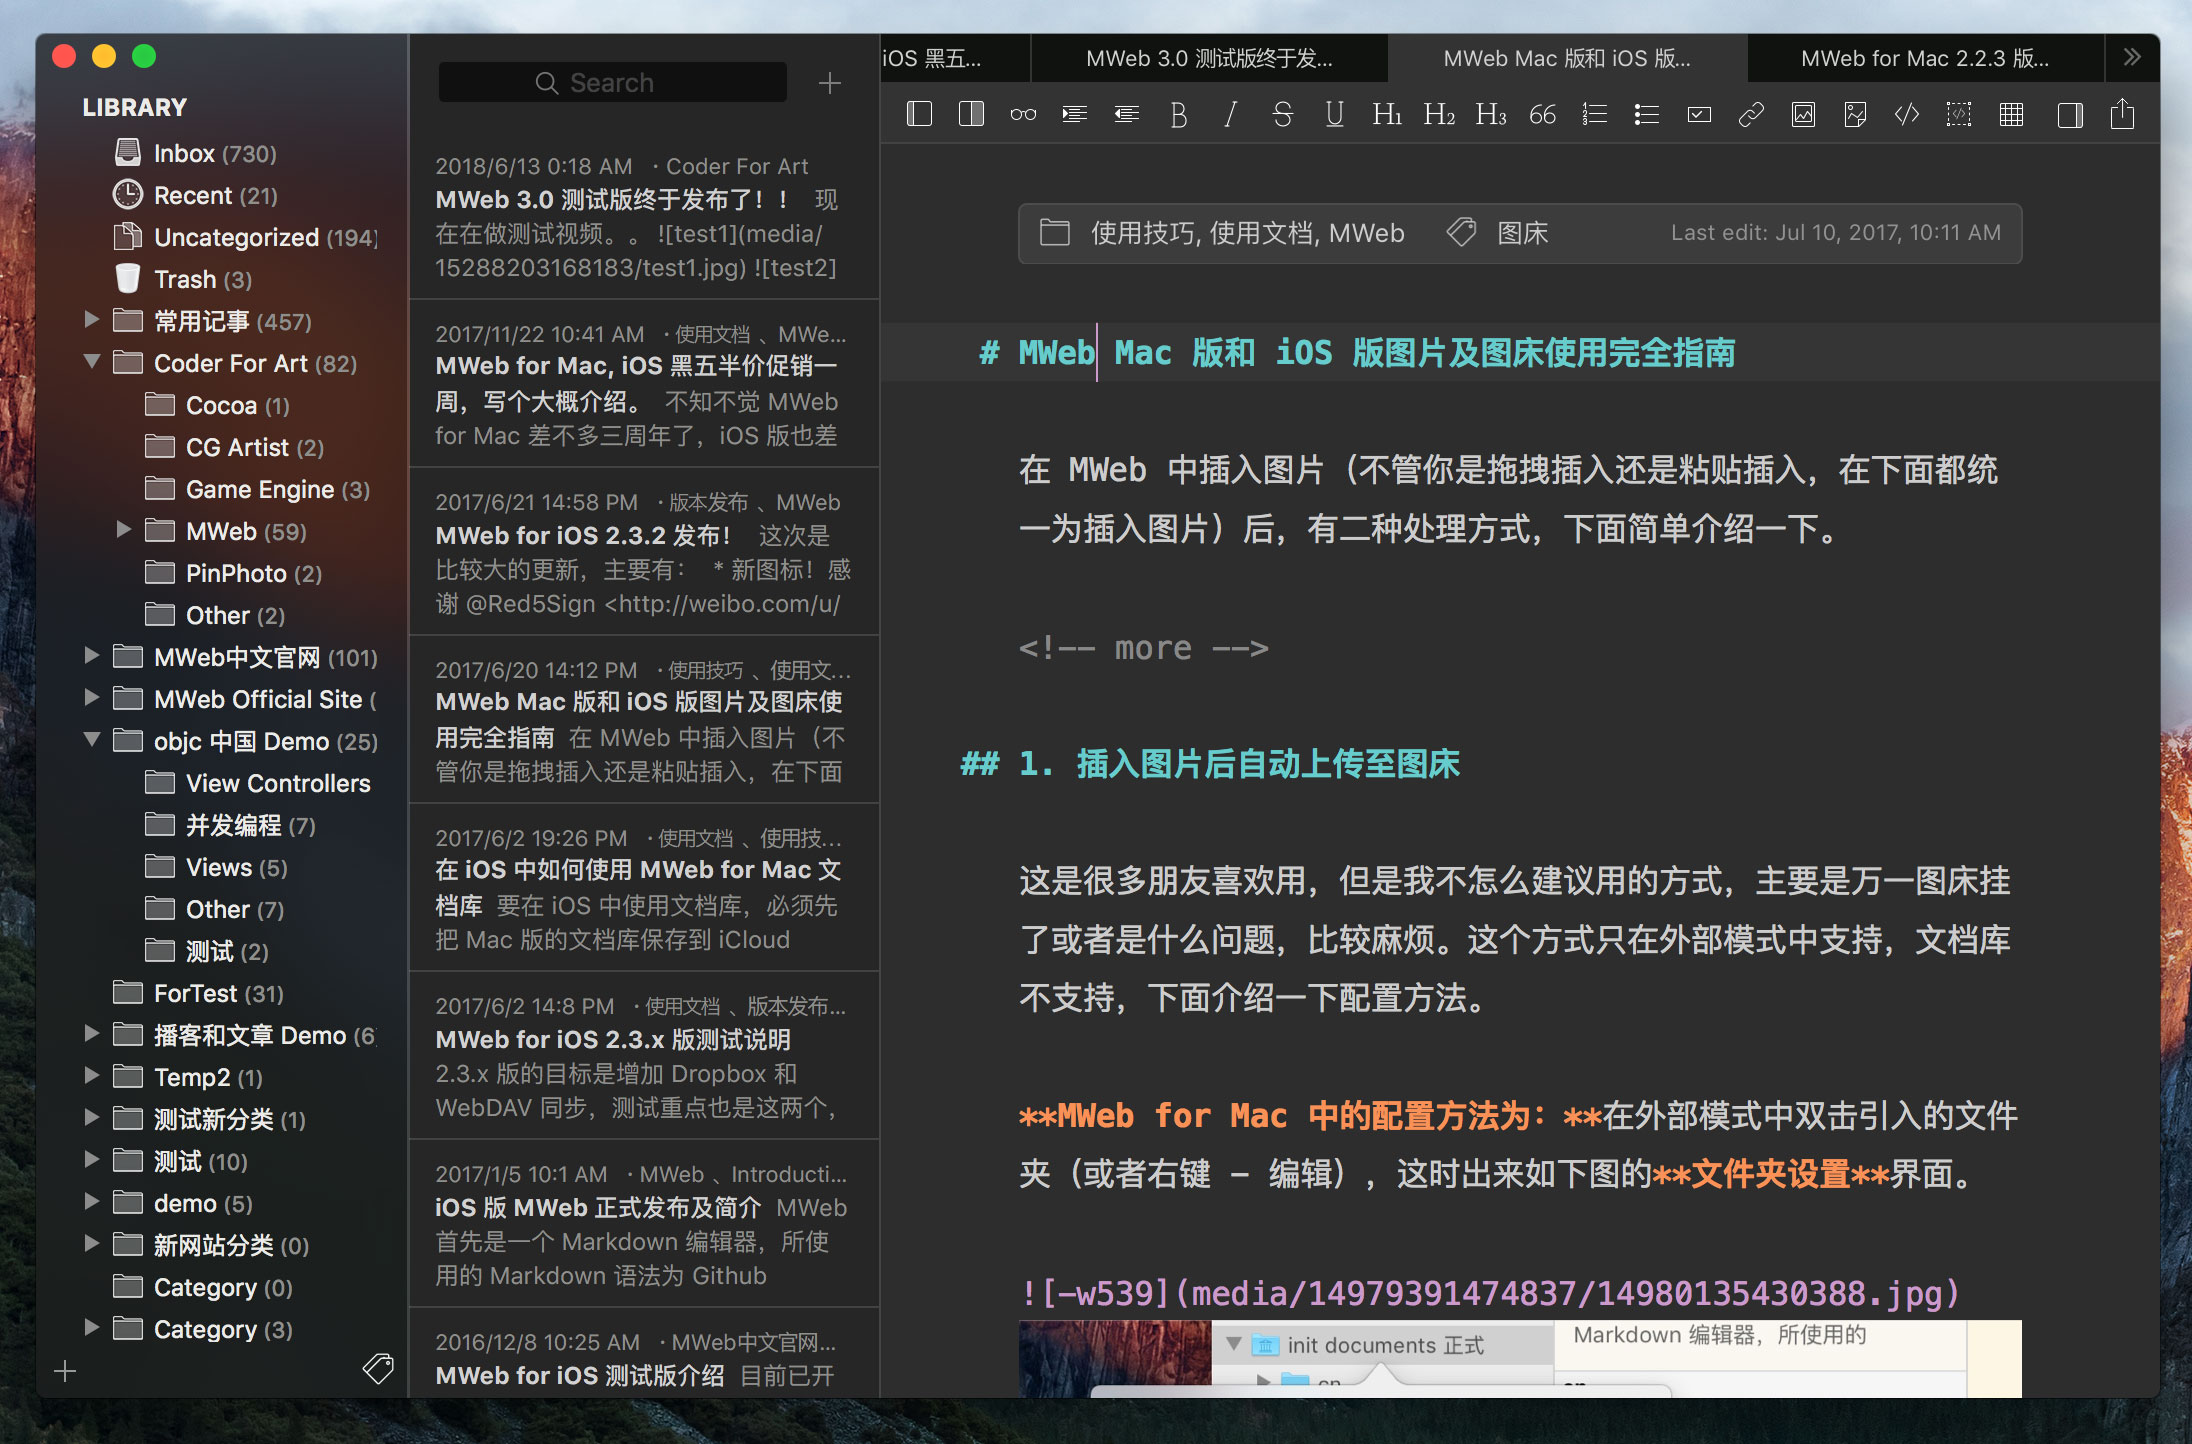 LIBRARY
Inbox (730)
Recent (21)
Uncategorized (194)
Trash (3)
常用记事 (457)
Coder For Art (82)
Cocoa (1)
CG Artist (2)
Game Engine (3)
MWeb (59)
PinPhoto (2)
Other (2)
MWeb中文官网 (101)
MWeb Official Site (
objc 中国 Demo (25)
View Controllers
并发编程 (7)
Views (5)
Other (7)
测试 (2)
ForTest (31)
播客和文章 Demo (6
Temp2 (1)
测试新分类 (1)
测试 (10)
demo (5)
新网站分类 (0)
Category (0)
Category (3)
Search
2018/6/13 0:18 AM · Coder For Art
MWeb 3.0 测试版终于发布了！！ 现
在在做测试视频。。 ![test1](media/
15288203168183/test1.jpg) ![test2]
2017/11/22 10:41 AM · 使用文档 、MWe...
MWeb for Mac, iOS 黑五半价促销一
周，写个大概介绍。 不知不觉 MWeb
for Mac 差不多三周年了，iOS 版也差
2017/6/21 14:58 PM · 版本发布 、MWeb
MWeb for iOS 2.3.2 发布！ 这次是
比较大的更新，主要有： * 新图标！感
谢 @Red5Sign <http://weibo.com/u/
2017/6/20 14:12 PM · 使用技巧 、使用文...
MWeb Mac 版和 iOS 版图片及图床使
用完全指南 在 MWeb 中插入图片（不
管你是拖拽插入还是粘贴插入，在下面
2017/6/2 19:26 PM · 使用文档 、使用技...
在 iOS 中如何使用 MWeb for Mac 文
档库 要在 iOS 中使用文档库，必须先
把 Mac 版的文档库保存到 iCloud
2017/6/2 14:8 PM · 使用文档 、版本发布...
MWeb for iOS 2.3.x 版测试说明
2.3.x 版的目标是增加 Dropbox 和
WebDAV 同步，测试重点也是这两个，
2017/1/5 10:1 AM · MWeb 、Introducti...
iOS 版 MWeb 正式发布及简介 MWeb
首先是一个 Markdown 编辑器，所使
用的 Markdown 语法为 Github
2016/12/8 10:25 AM · MWeb中文官网...
MWeb for iOS 测试版介绍 目前已开
iOS 黑五...
MWeb 3.0 测试版终于发...
MWeb Mac 版和 iOS 版...
MWeb for Mac 2.2.3 版...
B I S U H1 H2 H3 66
使用技巧, 使用文档, MWeb 图床 Last edit: Jul 10, 2017, 10:11 AM
# MWeb Mac 版和 iOS 版图片及图床使用完全指南
在 MWeb 中插入图片（不管你是拖拽插入还是粘贴插入，在下面都统
一为插入图片）后，有二种处理方式，下面简单介绍一下。
<!-- more -->
## 1. 插入图片后自动上传至图床
这是很多朋友喜欢用，但是我不怎么建议用的方式，主要是万一图床挂
了或者是什么问题，比较麻烦。这个方式只在外部模式中支持，文档库
不支持，下面介绍一下配置方法。
**MWeb for Mac 中的配置方法为：**在外部模式中双击引入的文件
夹（或者右键 - 编辑），这时出来如下图的**文件夹设置**界面。
![-w539](media/14979391474837/14980135430388.jpg)
init documents 正式
Markdown 编辑器，所使用的